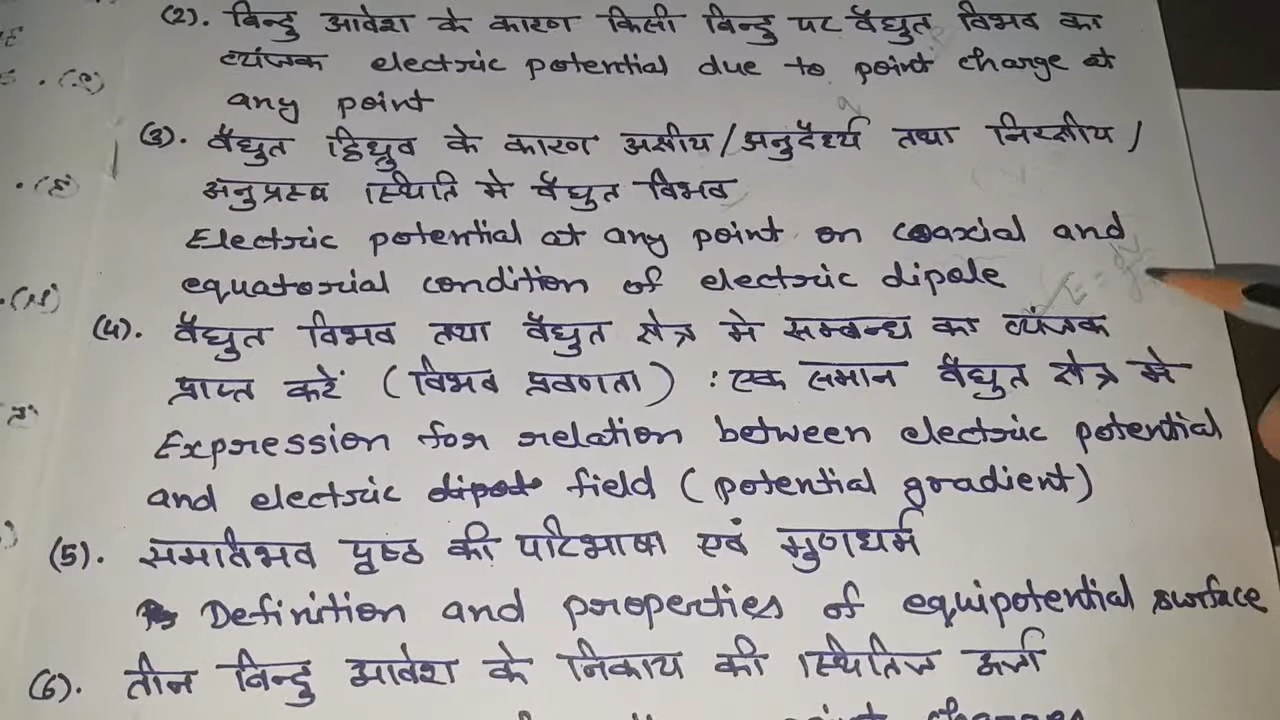 (2). बिन्दु आवेश के कारण किसी बिन्दु पर वैद्युत विभव का
व्यंजक electric potential due to point charge at
any point
(3). वैद्युत द्विध्रुव के कारण अक्षीय/अनुदैर्ध्य तथा निरक्षीय/
अनुप्रस्थ स्थिति मे वैद्युत विभव
Electric potential at any point on coaxial and
equatorial condition of electric dipole
(4). वैद्युत विभव तथा वैद्युत क्षेत्र मे सम्बन्ध का व्यंजक
प्राप्त करें (विभव प्रवणता) : एक समान वैद्युत क्षेत्र मे
Expression for relation between electric potential
and electric field (potential gradient)
(5). समविभव पृष्ठ की परिभाषा एवं गुणधर्म
Definition and properties of equipotential surface
(6). तीन बिन्दु आवेश के निकाय की स्थितिज ऊर्जा
point charges